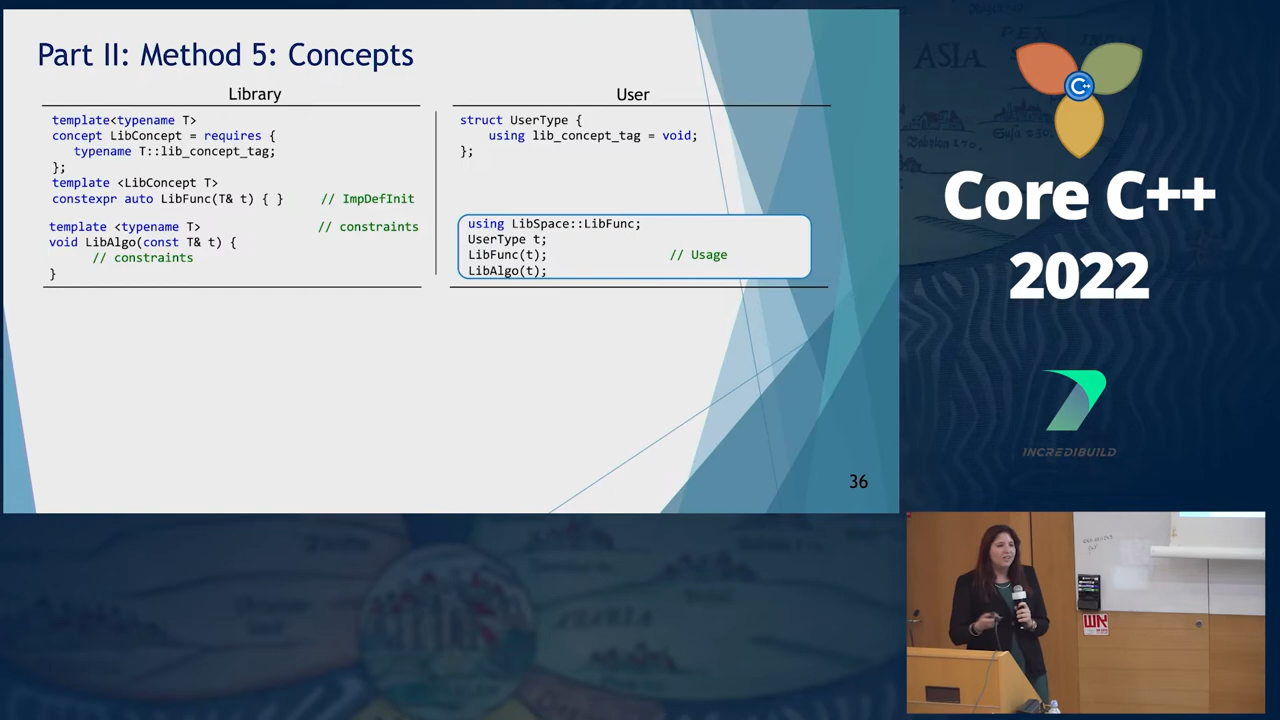 Part II: Method 5: Concepts
Library
template<typename T>
concept LibConcept = requires {
typename T::lib_concept_tag;
};
template <LibConcept T>
constexpr auto LibFunc(T& t) { } // ImpDefInit
template <typename T> // constraints
void LibAlgo(const T& t) {
// constraints
}
User
struct UserType {
using lib_concept_tag = void;
};
using LibSpace::LibFunc;
UserType t;
LibFunc(t); // Usage
LibAlgo(t);
36
ASIA
C++
Core C++
2022
INCREDIBUILD
אש